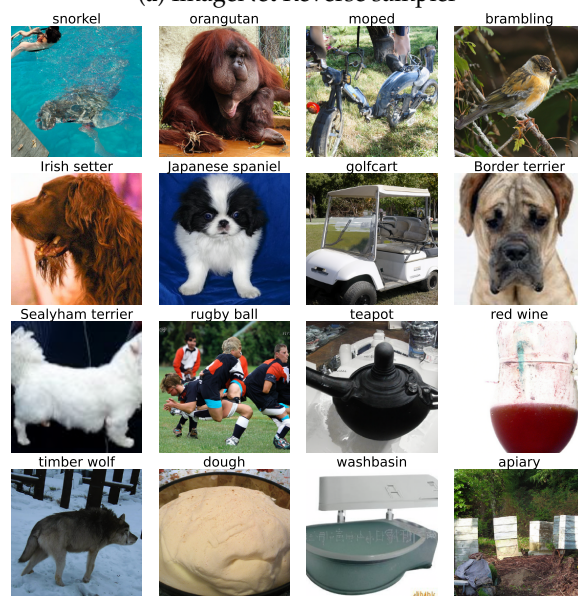 (a) ImageNet Reverse Sampler
snorkel orangutan moped brambling
Irish setter Japanese spaniel golfcart Border terrier
Sealyham terrier rugby ball teapot red wine
timber wolf dough washbasin apiary